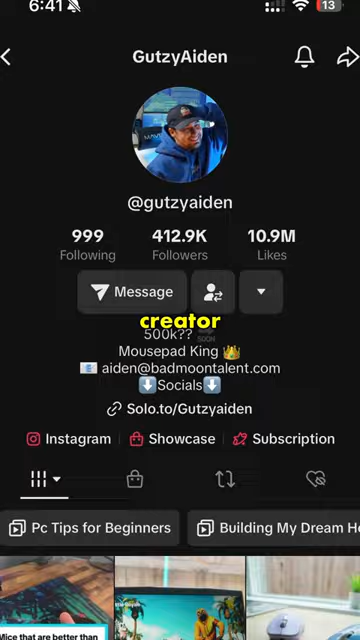 6:41
13
GutzyAiden
@gutzyaiden
999
Following
412.9K
Followers
10.9M
Likes
Message
creator
500k?? SOON
Mousepad King 👑
📧 aiden@badmoontalent.com
⬇️Socials⬇️
Solo.to/Gutzyaiden
Instagram
Showcase
Subscription
Pc Tips for Beginners
Building My Dream Ho
Mice that are better than